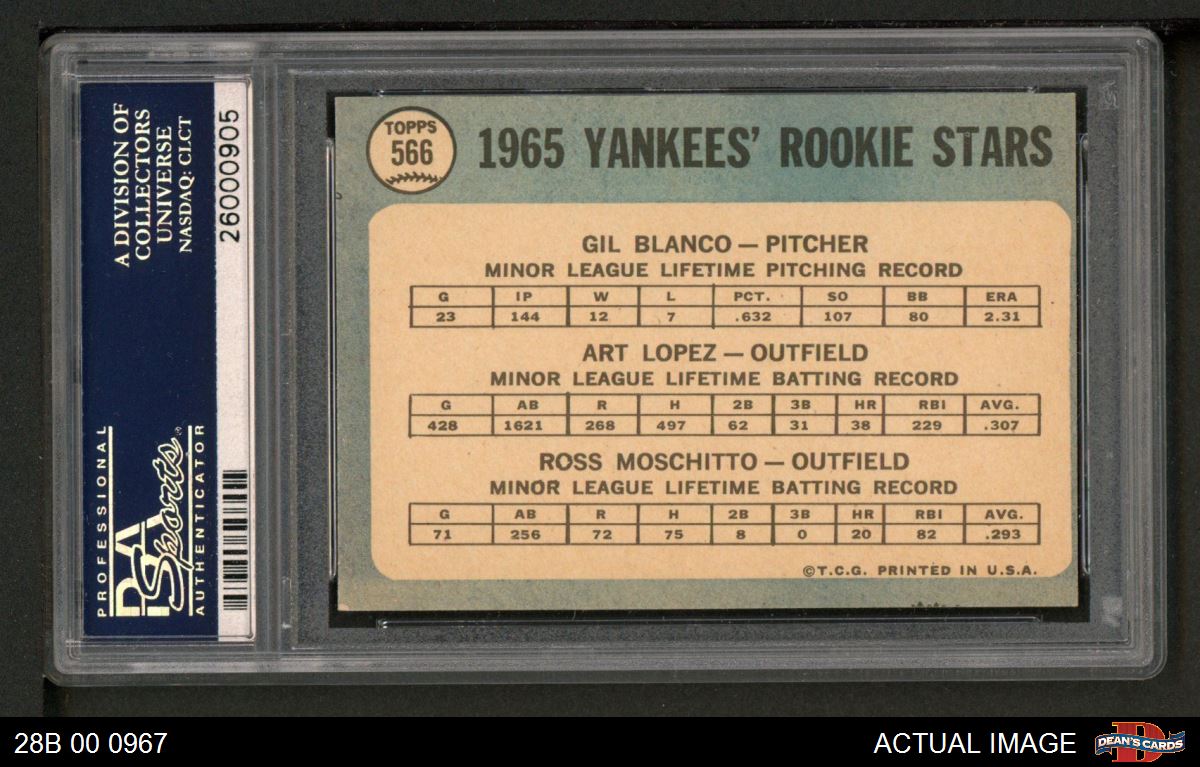 A DIVISION OF
COLLECTORS
UNIVERSE
NASDAQ: CLCT
26000905
PROFESSIONAL
PSA
Sports®
AUTHENTICATOR
TOPPS
566
1965 YANKEES' ROOKIE STARS
GIL BLANCO — PITCHER
MINOR LEAGUE LIFETIME PITCHING RECORD
G IP W L PCT. SO BB ERA
23 144 12 7 .632 107 80 2.31
ART LOPEZ — OUTFIELD
MINOR LEAGUE LIFETIME BATTING RECORD
G AB R H 2B 3B HR RBI AVG.
428 1621 268 497 62 31 38 229 .307
ROSS MOSCHITTO — OUTFIELD
MINOR LEAGUE LIFETIME BATTING RECORD
G AB R H 2B 3B HR RBI AVG.
71 256 72 75 8 0 20 82 .293
©T.C.G. PRINTED IN U.S.A.
28B 00 0967
ACTUAL IMAGE
D
DEAN'S CARDS